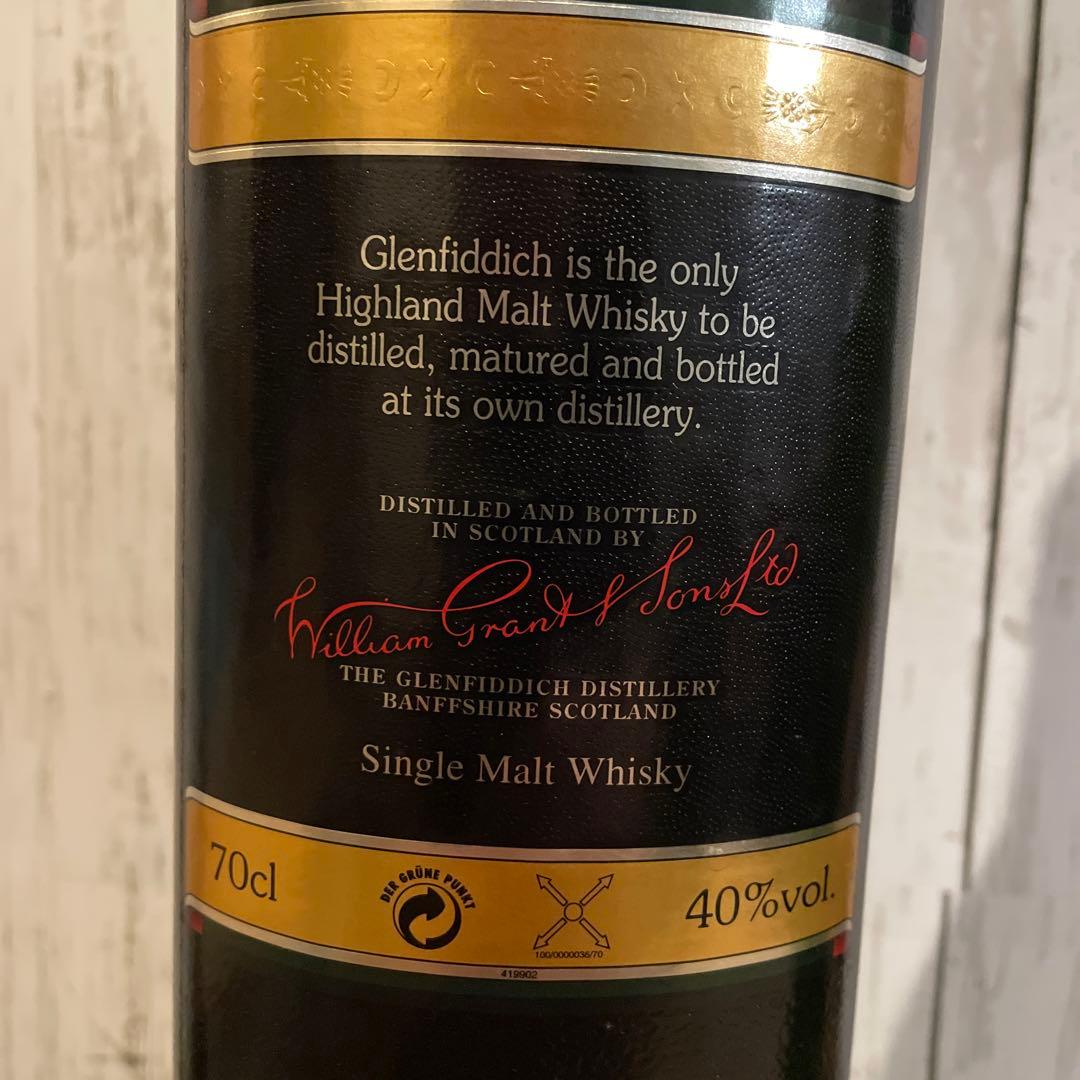 Glenfiddich is the only
Highland Malt Whisky to be
distilled, matured and bottled
at its own distillery.
DISTILLED AND BOTTLED
IN SCOTLAND BY
William Grant & Sons Ltd
THE GLENFIDDICH DISTILLERY
BANFFSHIRE SCOTLAND
Single Malt Whisky
70cl
DER GRÜNE PUNKT
100/0000036/70
40%vol.
419902